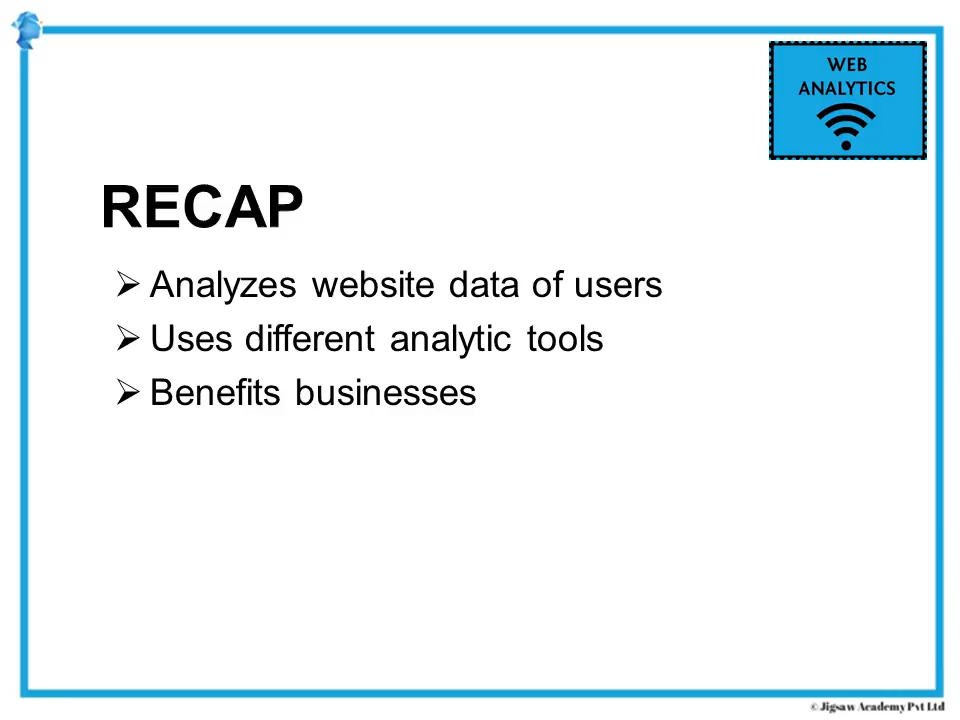 WEB
ANALYTICS
RECAP
Analyzes website data of users
Uses different analytic tools
Benefits businesses
© Jigsaw Academy Pvt Ltd